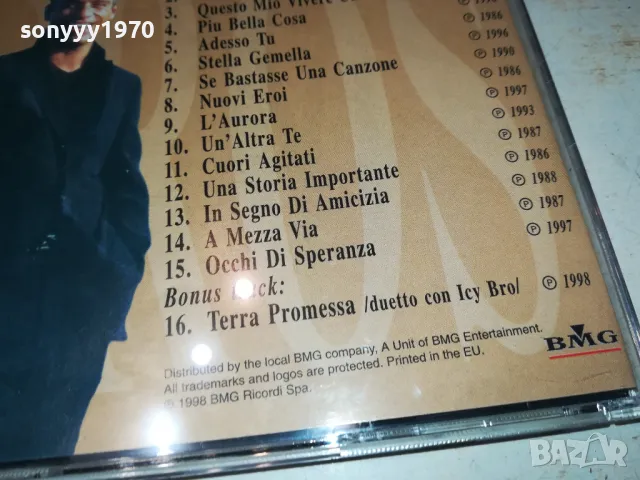 sonyyy1970
3. Questo Mio Vivere
4. Piu Bella Cosa
5. Adesso Tu
6. Stella Gemella
7. Se Bastasse Una Canzone
8. Nuovi Eroi
9. L'Aurora
10. Un'Altra Te
11. Cuori Agitati
12. Una Storia Importante
13. In Segno Di Amicizia
14. A Mezza Via
15. Occhi Di Speranza
℗ 1986
℗ 1996
℗ 1990
℗ 1986
℗ 1997
℗ 1993
℗ 1987
℗ 1986
℗ 1988
℗ 1987
℗ 1997
Bonus
16. Terra Promessa /duetto con Icy Bro/ ℗ 1998
Distributed by the local BMG company, A Unit of BMG Entertainment.
All trademarks and logos are protected. Printed in the EU.
℗ 1998 BMG Ricordi Spa.
BMG
BAZAR
bg
sonyyy1970